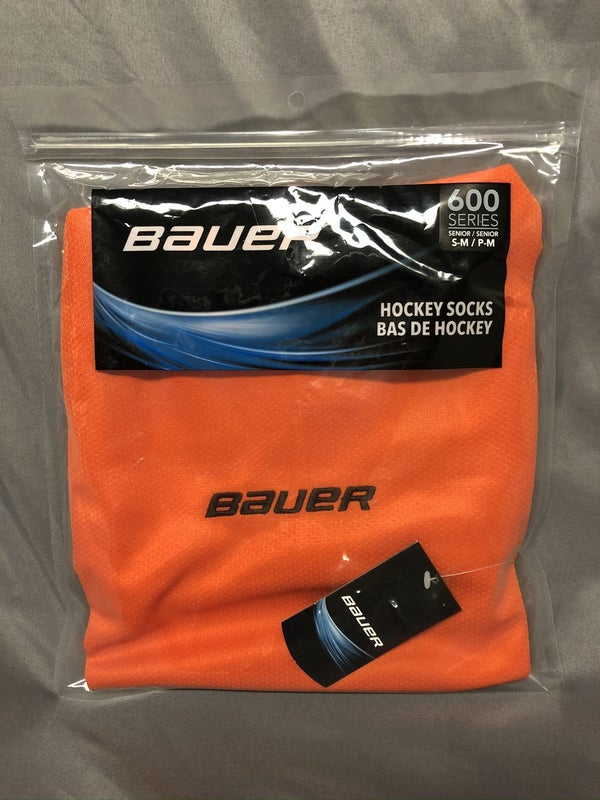 BAUER
600
SERIES
SENIOR / SENIOR
S-M / P-M
HOCKEY SOCKS
BAS DE HOCKEY
BAUER
BAUER